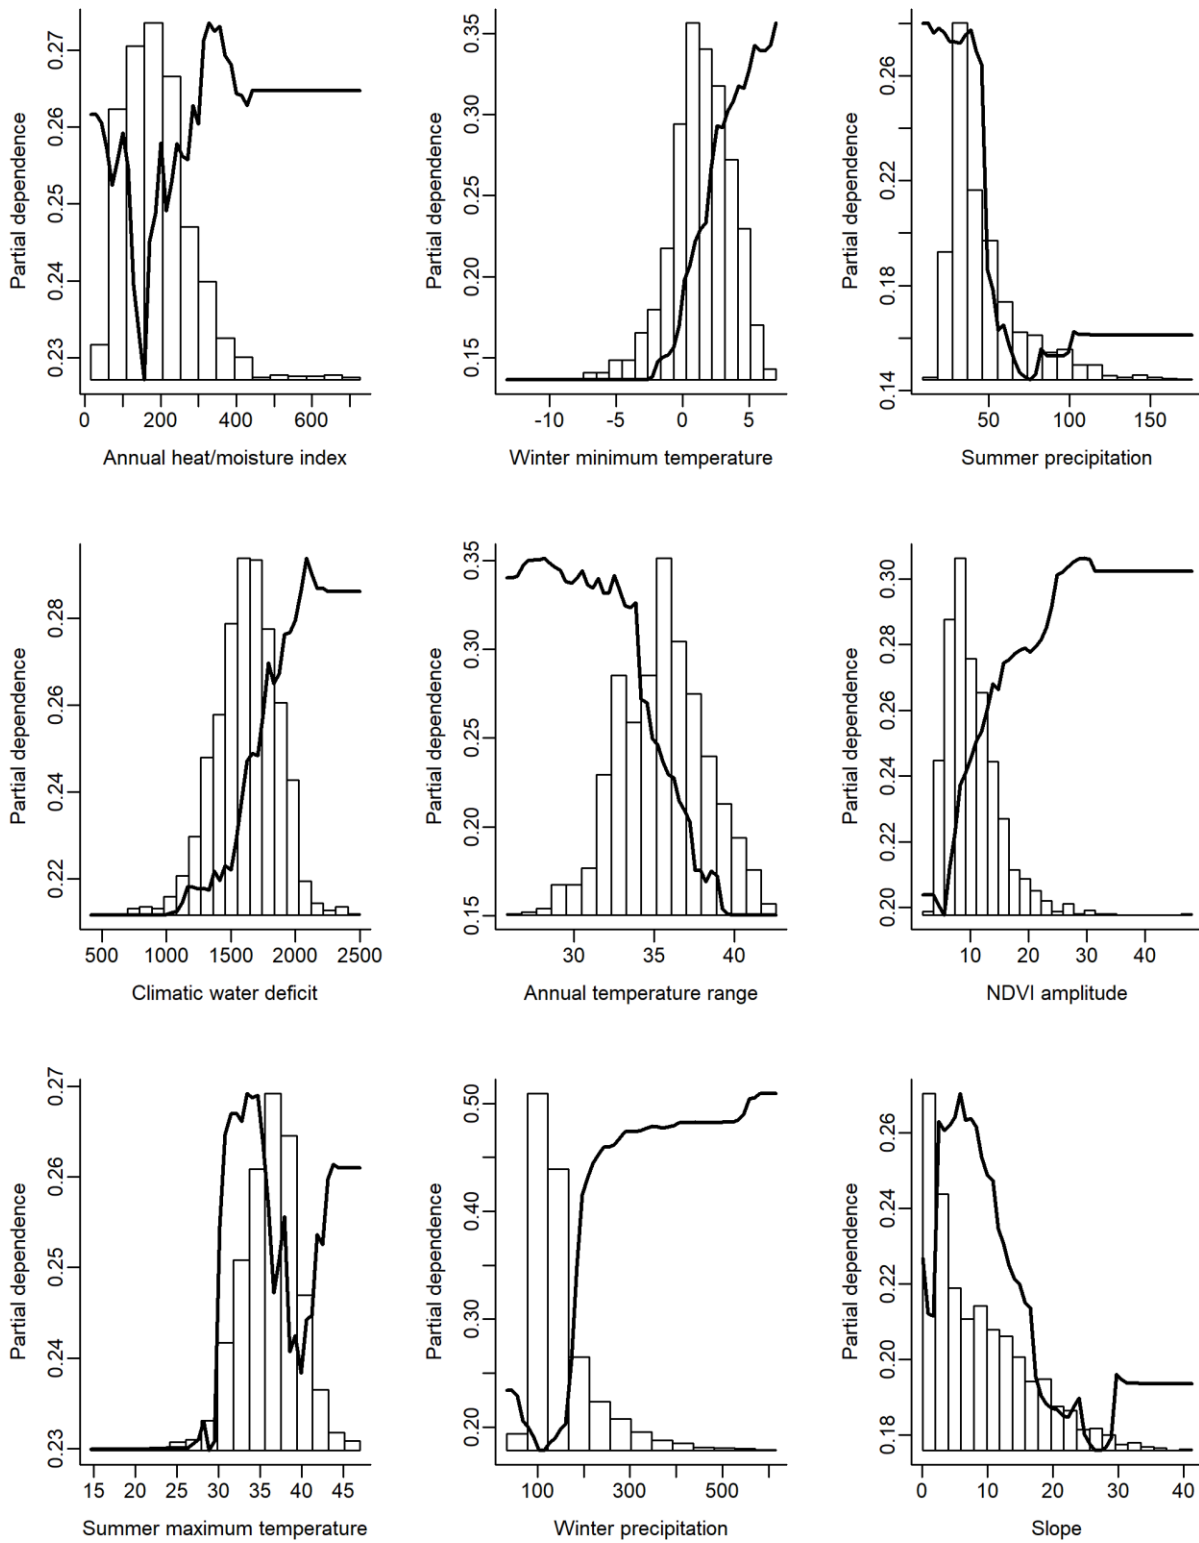 Partial dependence
0.23 0.24 0.25 0.26 0.27
0 200 400 600
Annual heat/moisture index
Partial dependence
0.15 0.20 0.25 0.30 0.35
-10 -5 0 5
Winter minimum temperature
Partial dependence
0.14 0.18 0.22 0.26
50 100 150
Summer precipitation
Partial dependence
0.22 0.24 0.26 0.28
500 1000 1500 2000 2500
Climatic water deficit
Partial dependence
0.15 0.20 0.25 0.30 0.35
30 35 40
Annual temperature range
Partial dependence
0.20 0.22 0.24 0.26 0.28 0.30
10 20 30 40
NDVI amplitude
Partial dependence
0.23 0.24 0.25 0.26 0.27
15 20 25 30 35 40 45
Summer maximum temperature
Partial dependence
0.20 0.30 0.40 0.50
100 300 500
Winter precipitation
Partial dependence
0.18 0.20 0.22 0.24 0.26
0 10 20 30 40
Slope